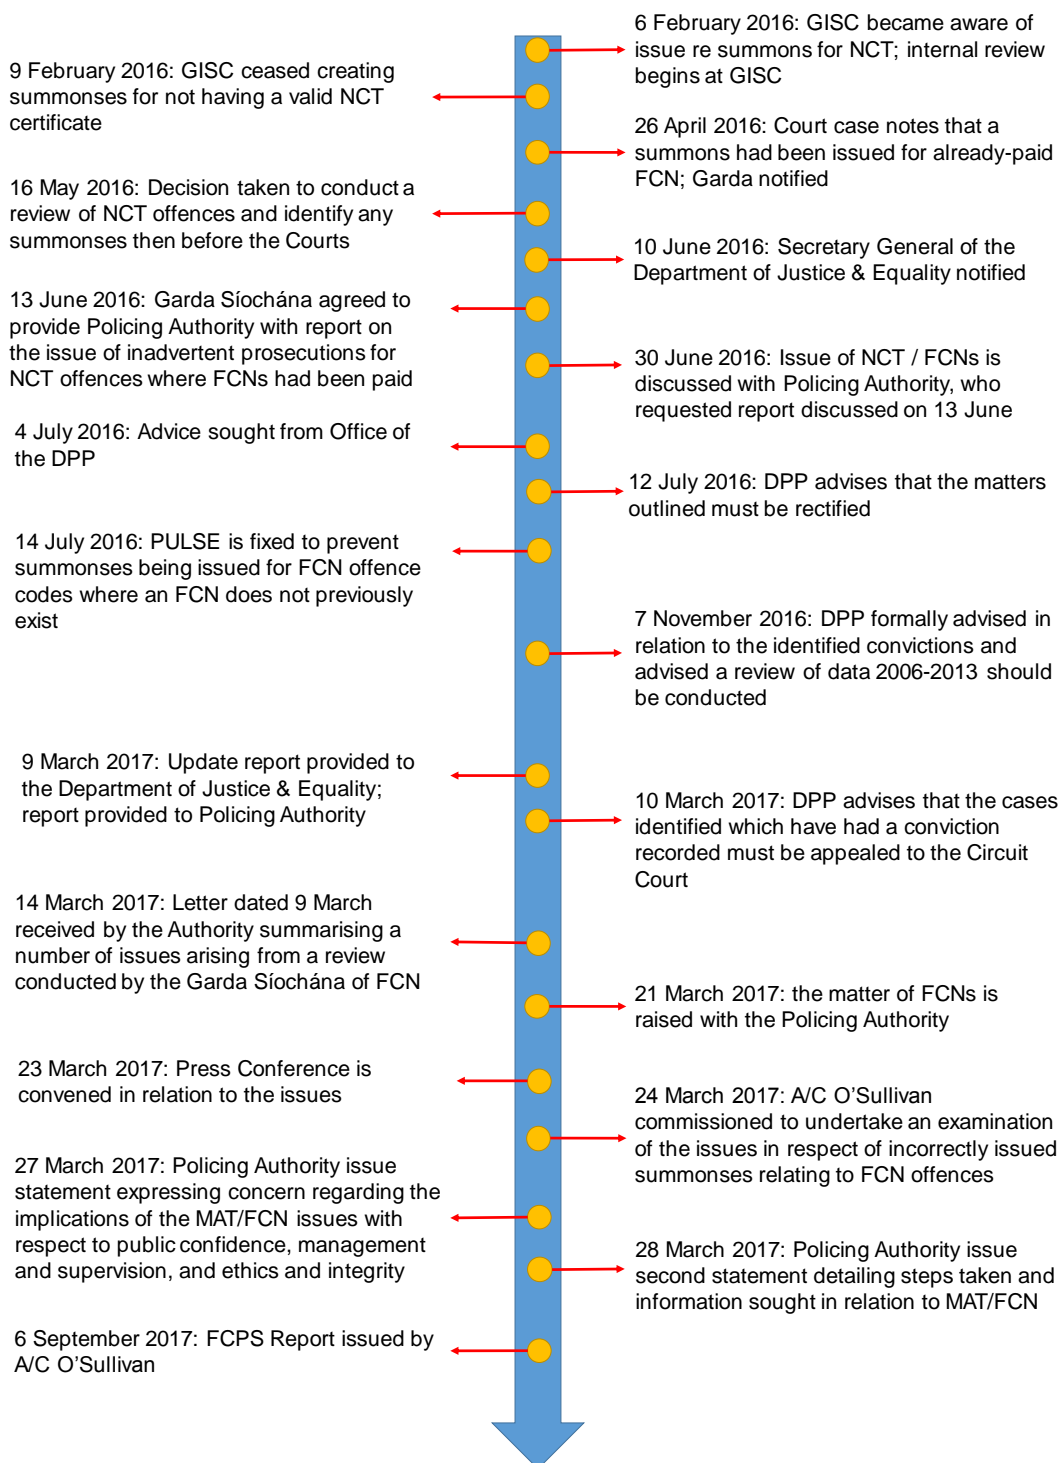 6 February 2016: GISC became aware of
issue re summons for NCT; internal review
begins at GISC
9 February 2016: GISC ceased creating
summonses for not having a valid NCT
certificate
26 April 2016: Court case notes that a
summons had been issued for already-paid
FCN; Garda notified
16 May 2016: Decision taken to conduct a
review of NCT offences and identify any
summonses then before the Courts
10 June 2016: Secretary General of the
Department of Justice & Equality notified
13 June 2016: Garda Síochána agreed to
provide Policing Authority with report on
the issue of inadvertent prosecutions for
NCT offences where FCNs had been paid
30 June 2016: Issue of NCT / FCNs is
discussed with Policing Authority, who
requested report discussed on 13 June
4 July 2016: Advice sought from Office of
the DPP
12 July 2016: DPP advises that the matters
outlined must be rectified
14 July 2016: PULSE is fixed to prevent
summonses being issued for FCN offence
codes where an FCN does not previously
exist
7 November 2016: DPP formally advised in
relation to the identified convictions and
advised a review of data 2006-2013 should
be conducted
9 March 2017: Update report provided to
the Department of Justice & Equality;
report provided to Policing Authority
10 March 2017: DPP advises that the cases
identified which have had a conviction
recorded must be appealed to the Circuit
Court
14 March 2017: Letter dated 9 March
received by the Authority summarising a
number of issues arising from a review
conducted by the Garda Síochána of FCN
21 March 2017: the matter of FCNs is
raised with the Policing Authority
23 March 2017: Press Conference is
convened in relation to the issues
24 March 2017: A/C O'Sullivan
commissioned to undertake an examination
of the issues in respect of incorrectly issued
summonses relating to FCN offences
27 March 2017: Policing Authority issue
statement expressing concern regarding the
implications of the MAT/FCN issues with
respect to public confidence, management
and supervision, and ethics and integrity
28 March 2017: Policing Authority issue
second statement detailing steps taken and
information sought in relation to MAT/FCN
6 September 2017: FCPS Report issued by
A/C O'Sullivan